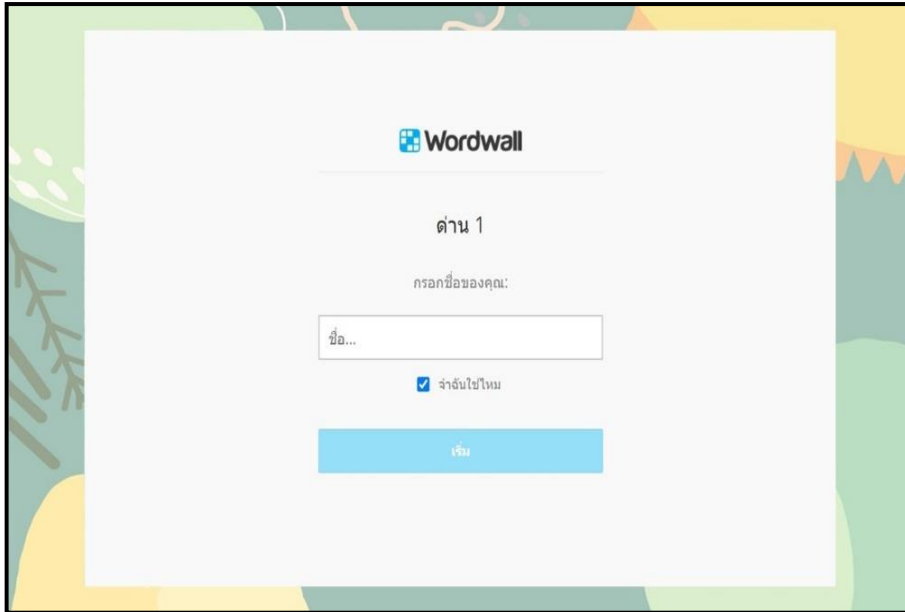 Wordwall
ด่าน 1
กรอกชื่อของคุณ:
ชื่อ...
จำฉันใช่ไหม
เริ่ม